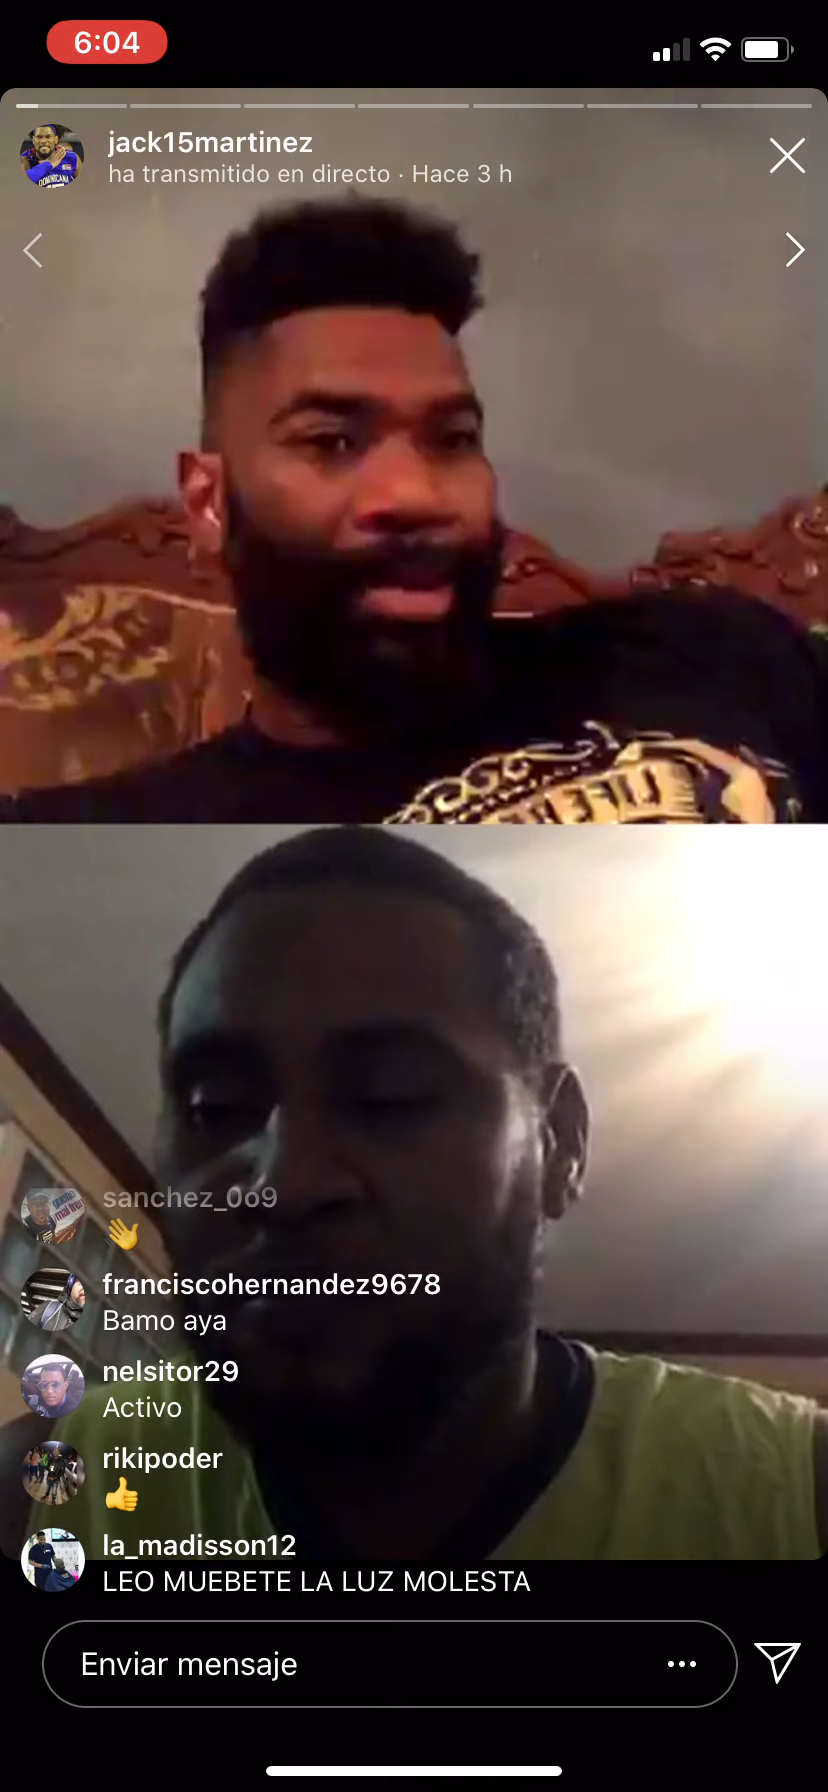 6:04
jack15martinez
ha transmitido en directo · Hace 3 h
sanchez_0o9
👋
franciscohernandez9678
Bamo aya
nelsitor29
Activo
rikipoder
👍
la_madisson12
LEO MUEBETE LA LUZ MOLESTA
Enviar mensaje